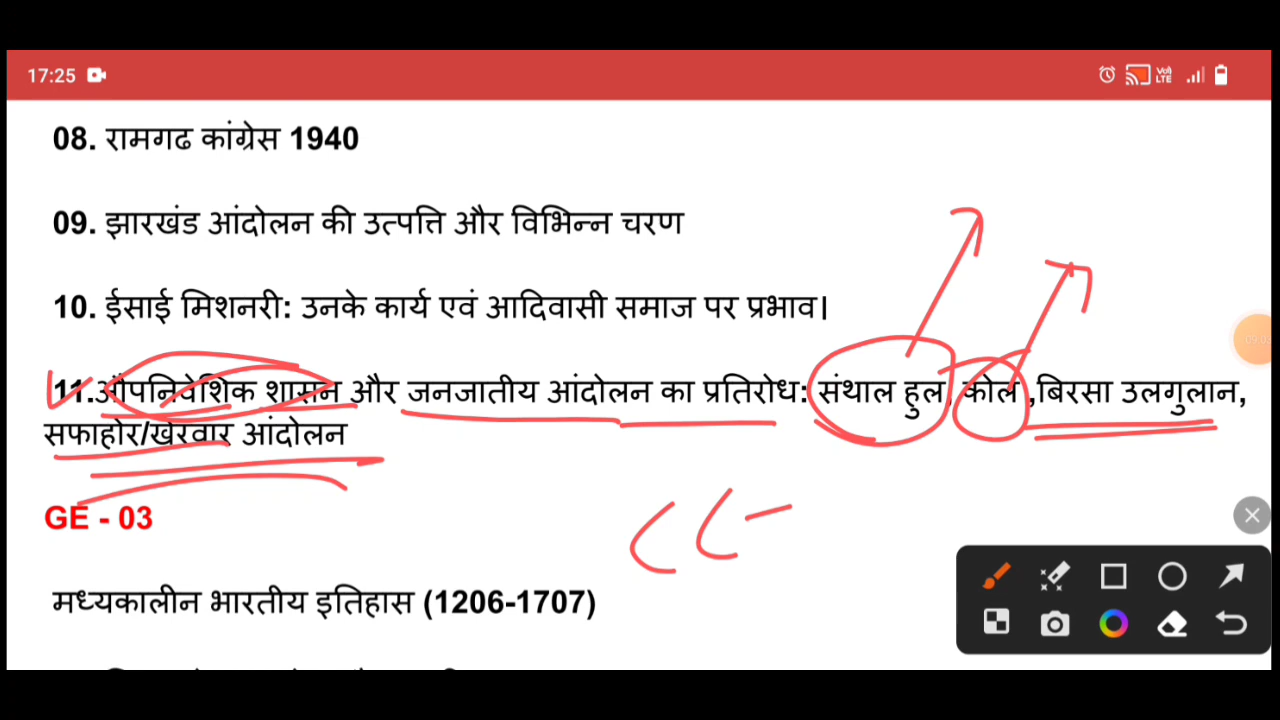 17:25
VoLTE
08. रामगढ कांग्रेस 1940
09. झारखंड आंदोलन की उत्पत्ति और विभिन्न चरण
10. ईसाई मिशनरी: उनके कार्य एवं आदिवासी समाज पर प्रभाव।
11.औपनिवेशिक शासन और जनजातीय आंदोलन का प्रतिरोध: संथाल हुल, कोल ,बिरसा उलगुलान,
सफाहोर/खेरवार आंदोलन
GE - 03
मध्यकालीन भारतीय इतिहास (1206-1707)